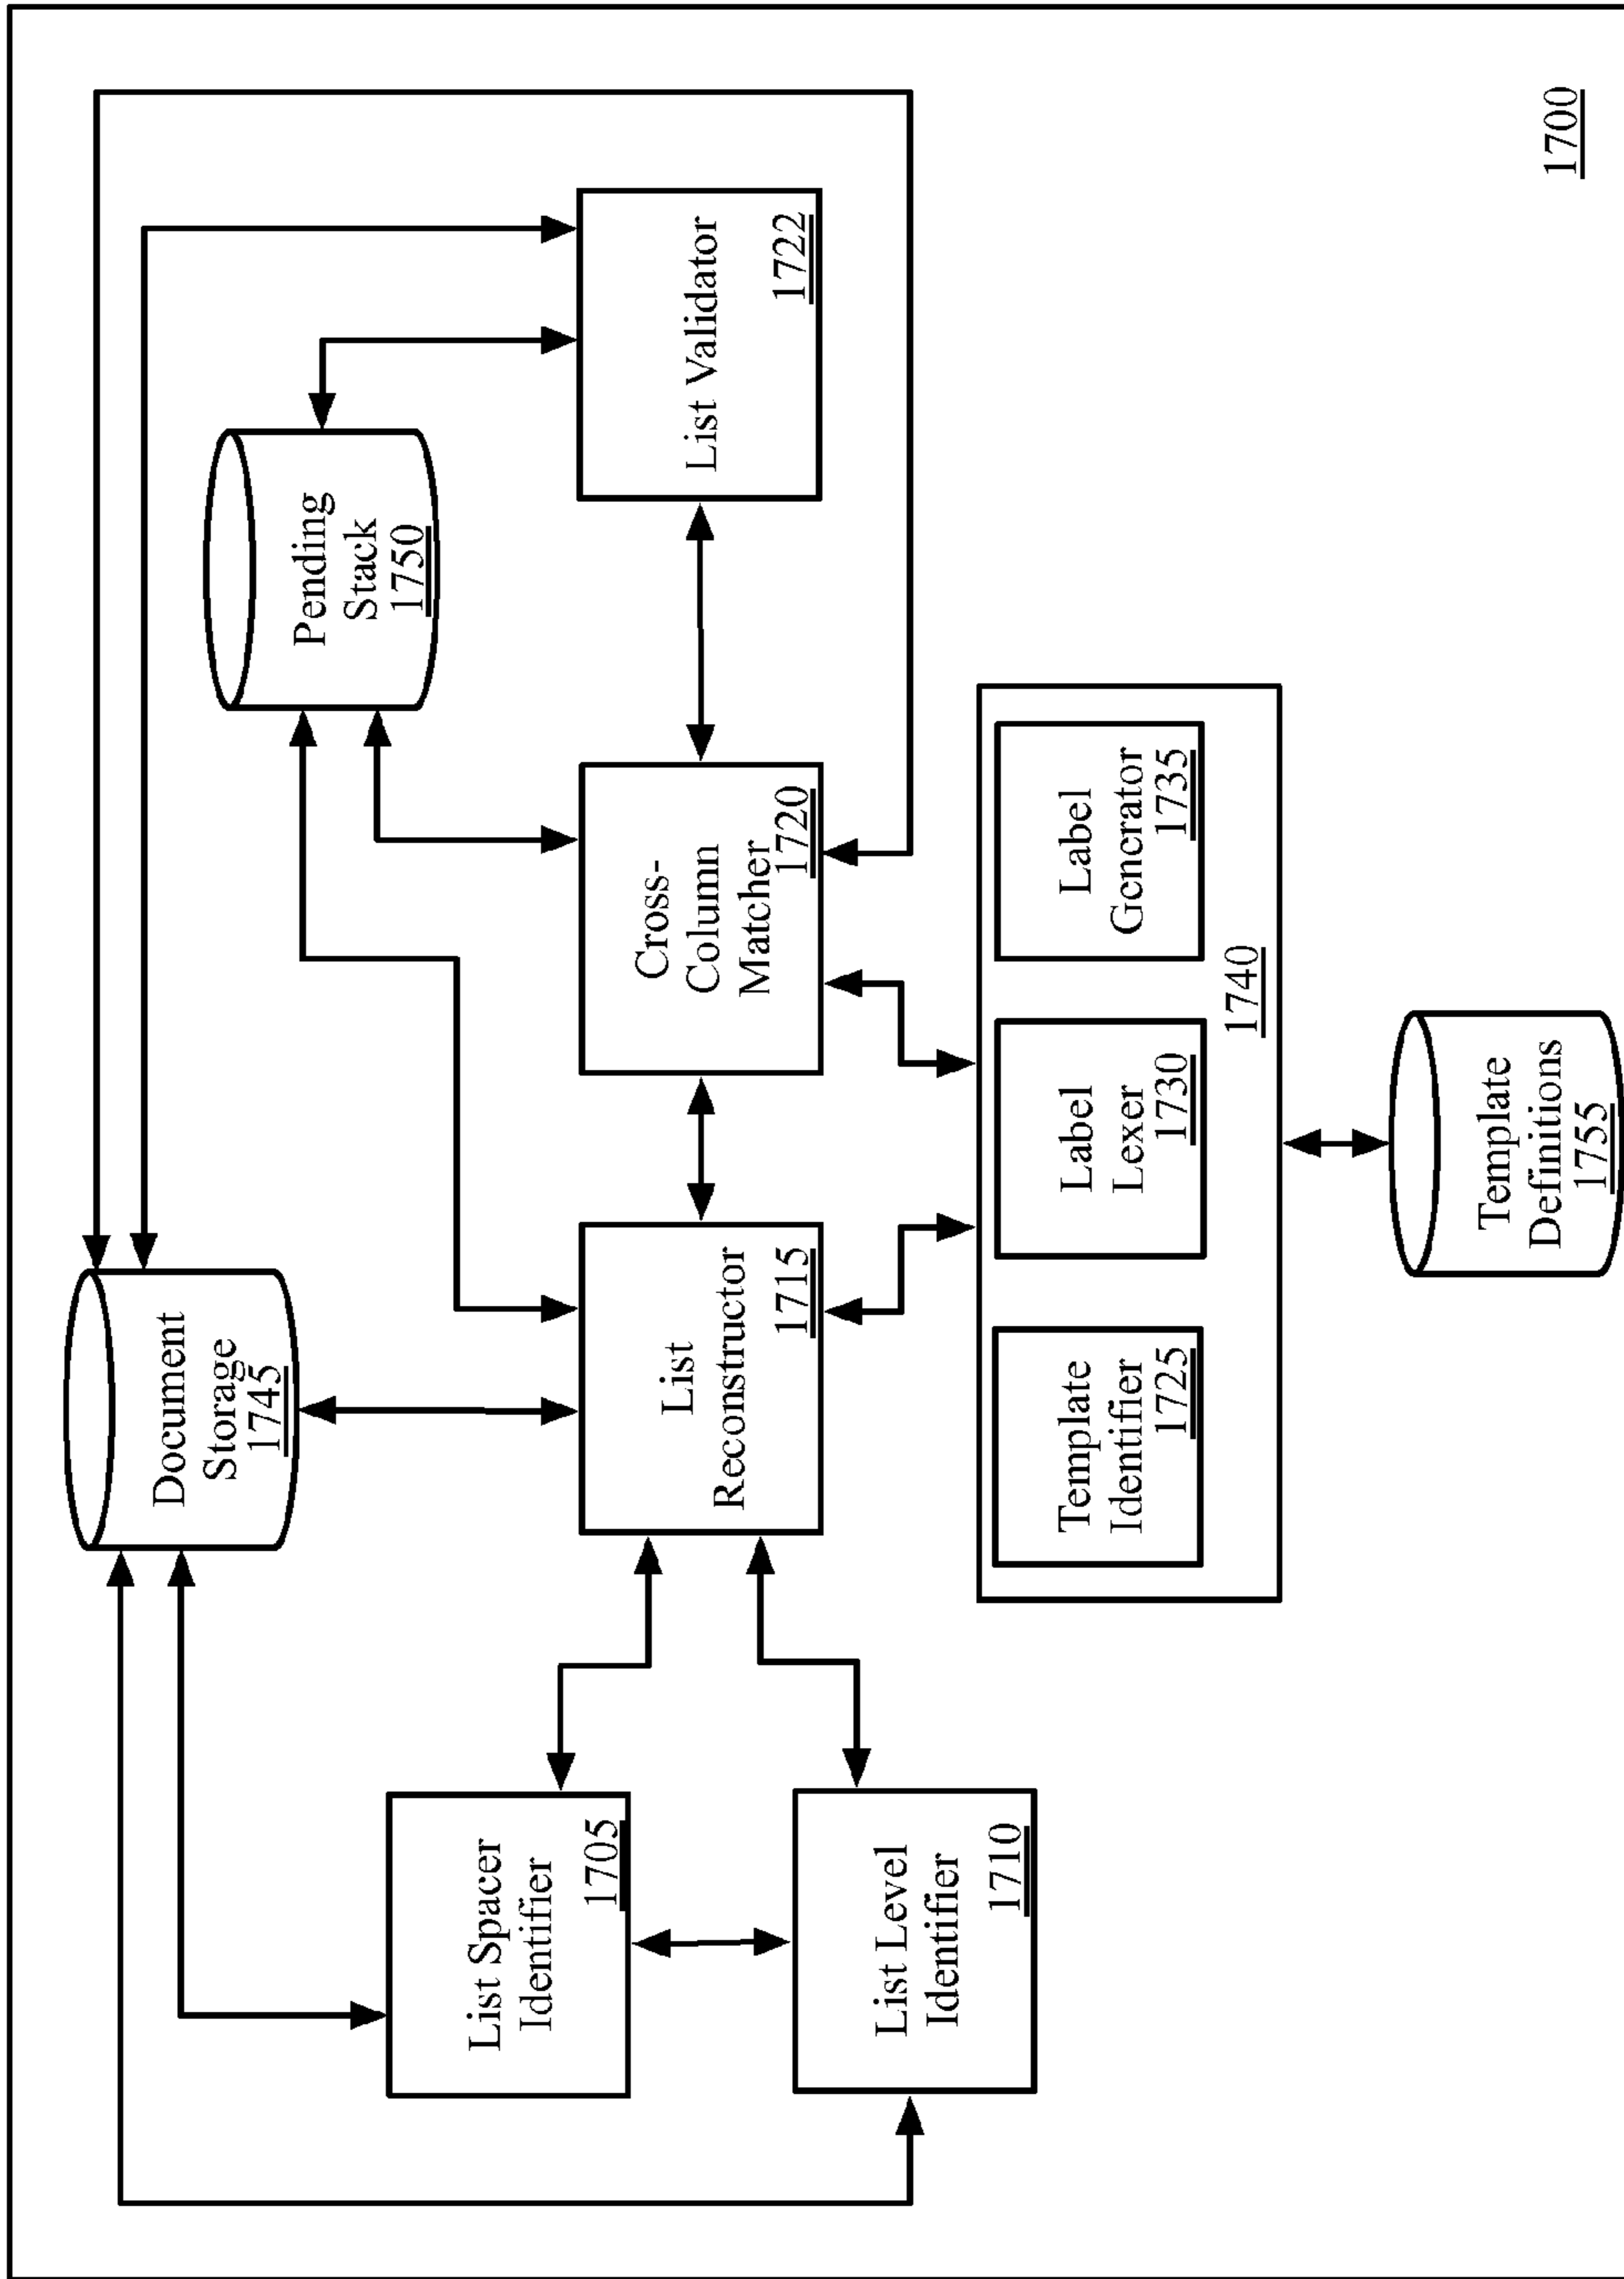 Document
Storage
1745
Pending
Stack
1750
List Spacer
Identifier
1705
List Level
Identifier
1710
List
Reconstructor
1715
Cross-
Column
Matcher
1720
List Validator
1722
Template
Identifier
1725
Label
Lexer
1730
Label
Generator
1735
1740
Template
Definitions
1755
1700